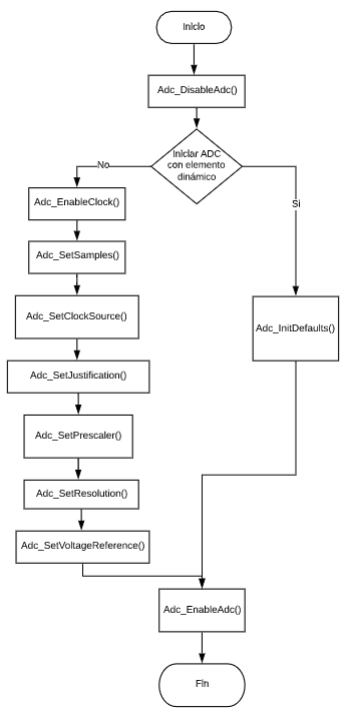 Inicio
Adc_DisableAdc()
Iniciar ADC
con elemento
dinámico
No
Si
Adc_EnableClock()
Adc_SetSamples()
Adc_SetClockSource()
Adc_InitDefaults()
Adc_SetJustification()
Adc_SetPrescaler()
Adc_SetResolution()
Adc_SetVoltageReference()
Adc_EnableAdc()
Fin